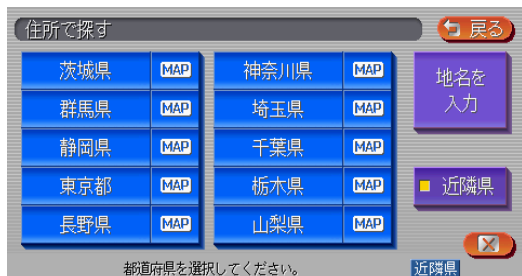 住所で探す
戻る
茨城県 MAP 神奈川県 MAP
群馬県 MAP 埼玉県 MAP
静岡県 MAP 千葉県 MAP
東京都 MAP 栃木県 MAP
長野県 MAP 山梨県 MAP
地名を
入力
近隣県
都道府県を選択してください。
近隣県